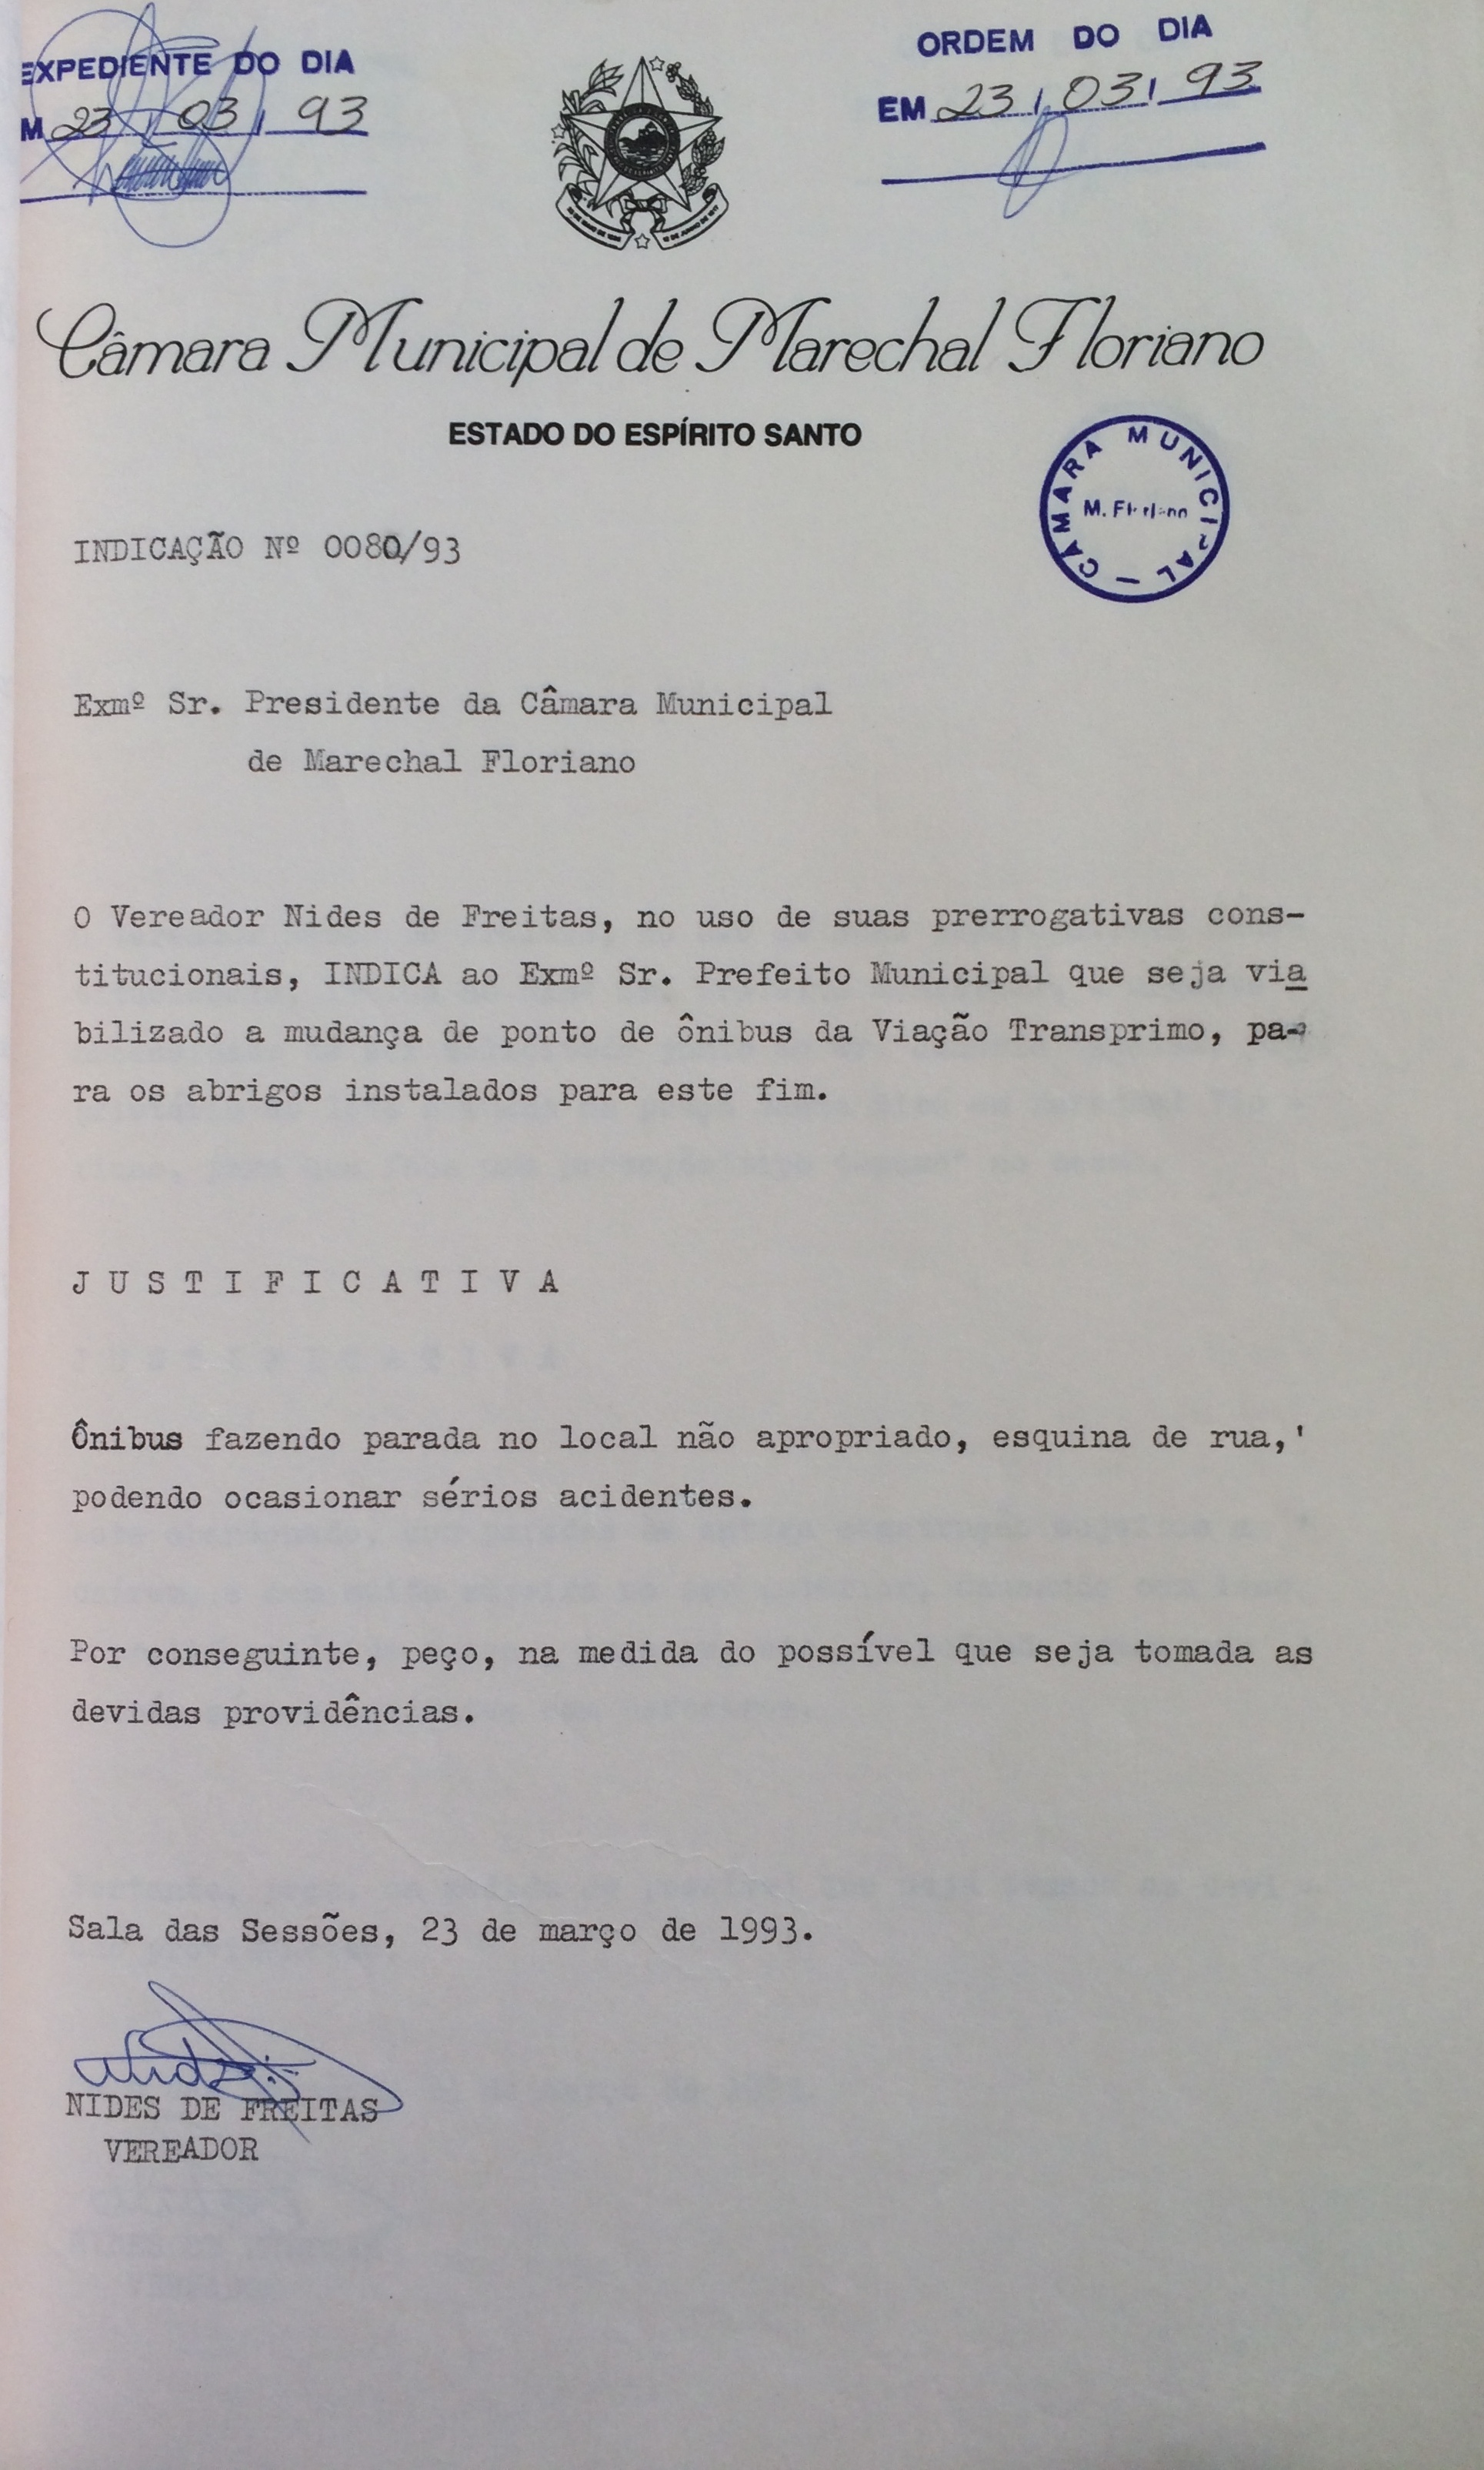 EXPEDIENTE DO DIA
M 23 / 03 / 93
ORDEM DO DIA
EM 23 / 03 / 93
Câmara Municipal de Marechal Floriano
ESTADO DO ESPÍRITO SANTO
CÂMARA MUNICIPAL —
M. Floriano
INDICAÇÃO Nº 0080/93
Exmº Sr. Presidente da Câmara Municipal
de Marechal Floriano
O Vereador Nides de Freitas, no uso de suas prerrogativas cons-
titucionais, INDICA ao Exmº Sr. Prefeito Municipal que seja via
bilizado a mudança de ponto de ônibus da Viação Transprimo, pa-
ra os abrigos instalados para este fim.
J U S T I F I C A T I V A
Ônibus fazendo parada no local não apropriado, esquina de rua,'
podendo ocasionar sérios acidentes.
Por conseguinte, peço, na medida do possível que seja tomada as
devidas providências.
Sala das Sessões, 23 de março de 1993.
NIDES DE FREITAS
VEREADOR